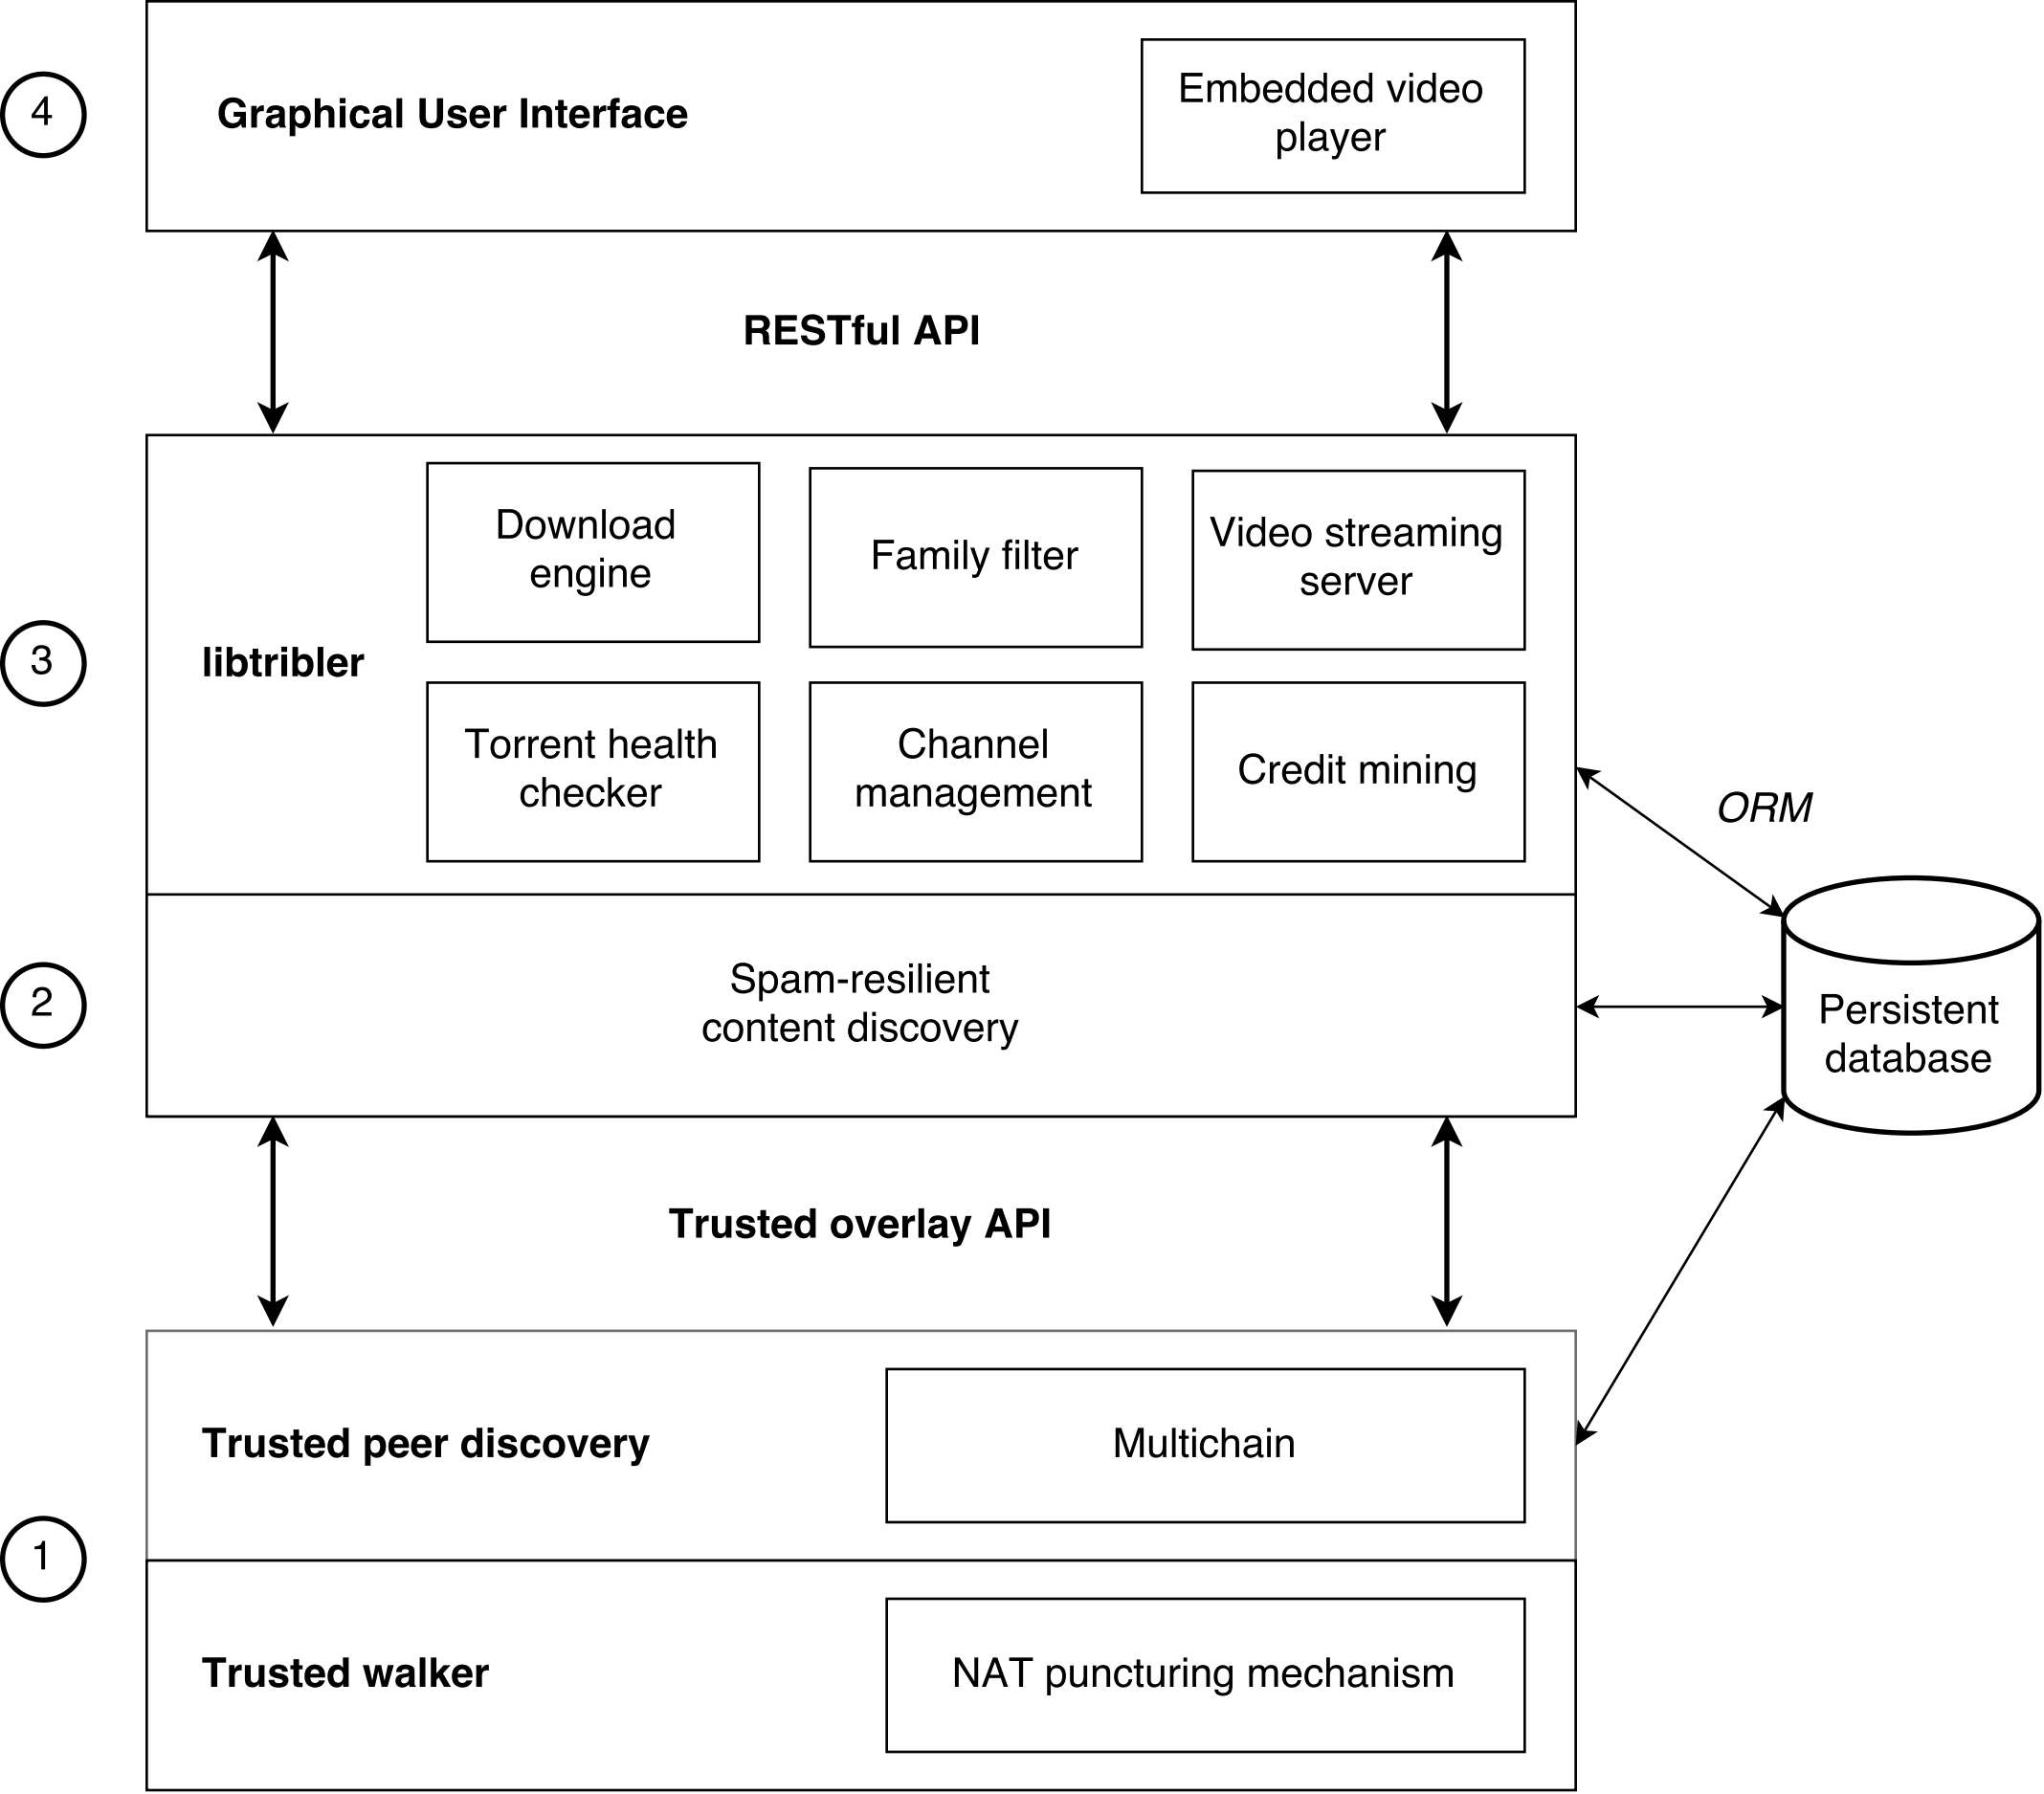 4
Graphical User Interface
Embedded video
player
RESTful API
3
libtribler
Download
engine
Family filter
Video streaming
server
Torrent health
checker
Channel
management
Credit mining
ORM
2
Spam-resilient
content discovery
Persistent
database
Trusted overlay API
1
Trusted peer discovery
Multichain
Trusted walker
NAT puncturing mechanism